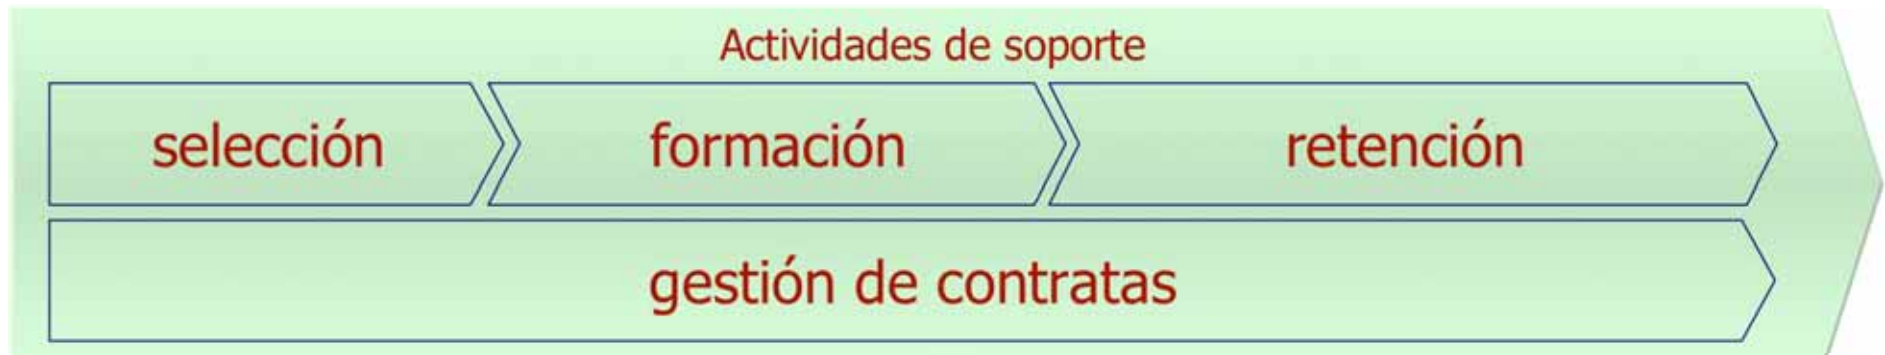 Actividades de soporte
selección formación retención
gestión de contratas